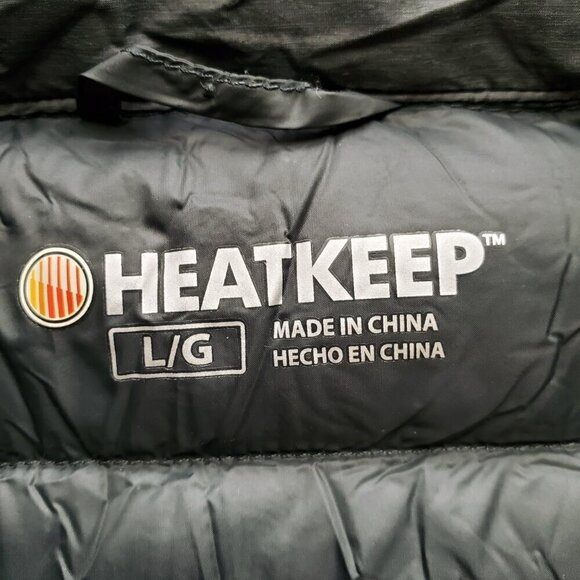 HEATKEEP™
L/G
MADE IN CHINA
HECHO EN CHINA